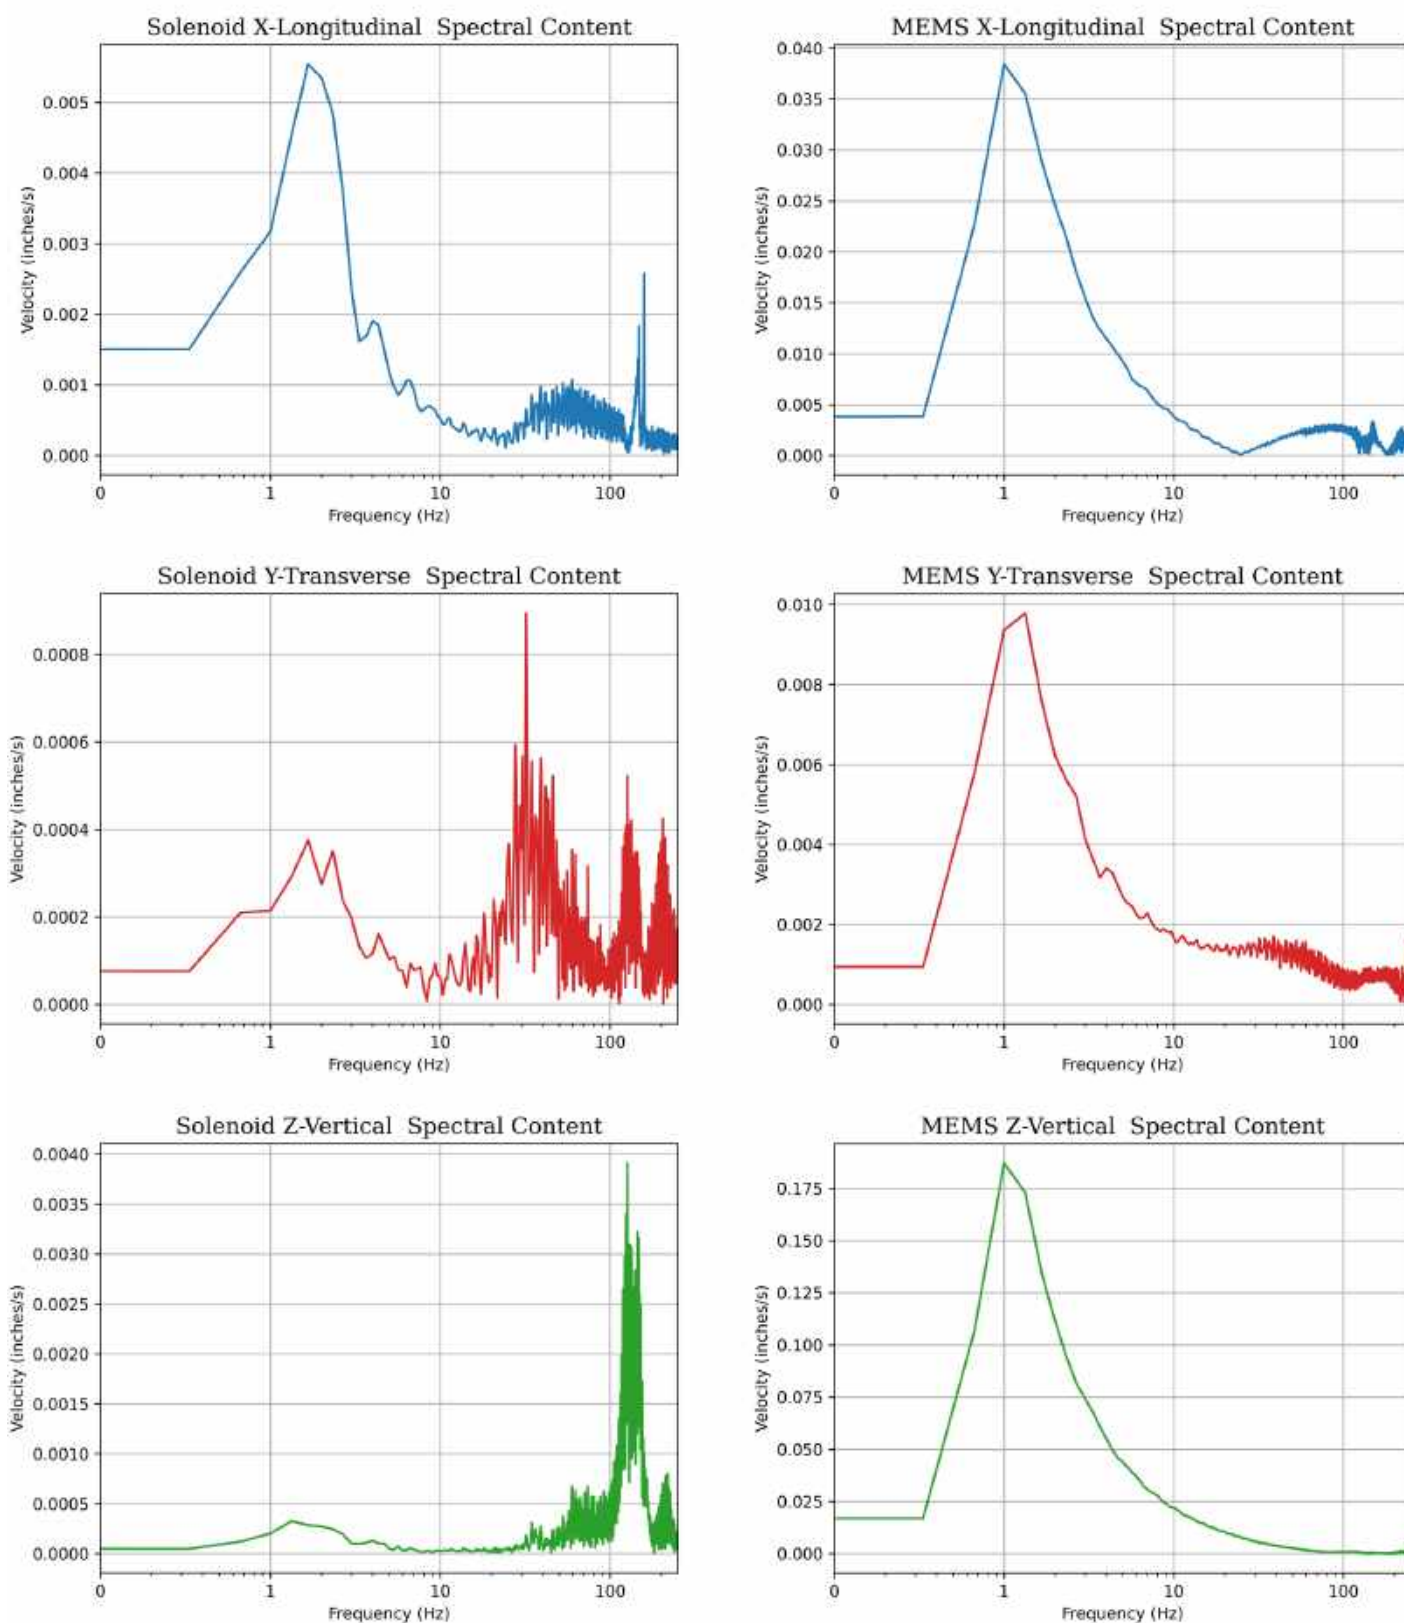 Solenoid X-Longitudinal Spectral Content
Velocity (inches/s)
0.005
0.004
0.003
0.002
0.001
0.000
0 1 10 100
Frequency (Hz)
MEMS X-Longitudinal Spectral Content
Velocity (inches/s)
0.040
0.035
0.030
0.025
0.020
0.015
0.010
0.005
0.000
0 1 10 100
Frequency (Hz)
Solenoid Y-Transverse Spectral Content
Velocity (inches/s)
0.0008
0.0006
0.0004
0.0002
0.0000
0 1 10 100
Frequency (Hz)
MEMS Y-Transverse Spectral Content
Velocity (inches/s)
0.010
0.008
0.006
0.004
0.002
0.000
0 1 10 100
Frequency (Hz)
Solenoid Z-Vertical Spectral Content
Velocity (inches/s)
0.0040
0.0035
0.0030
0.0025
0.0020
0.0015
0.0010
0.0005
0.0000
0 1 10 100
Frequency (Hz)
MEMS Z-Vertical Spectral Content
Velocity (inches/s)
0.175
0.150
0.125
0.100
0.075
0.050
0.025
0.000
0 1 10 100
Frequency (Hz)